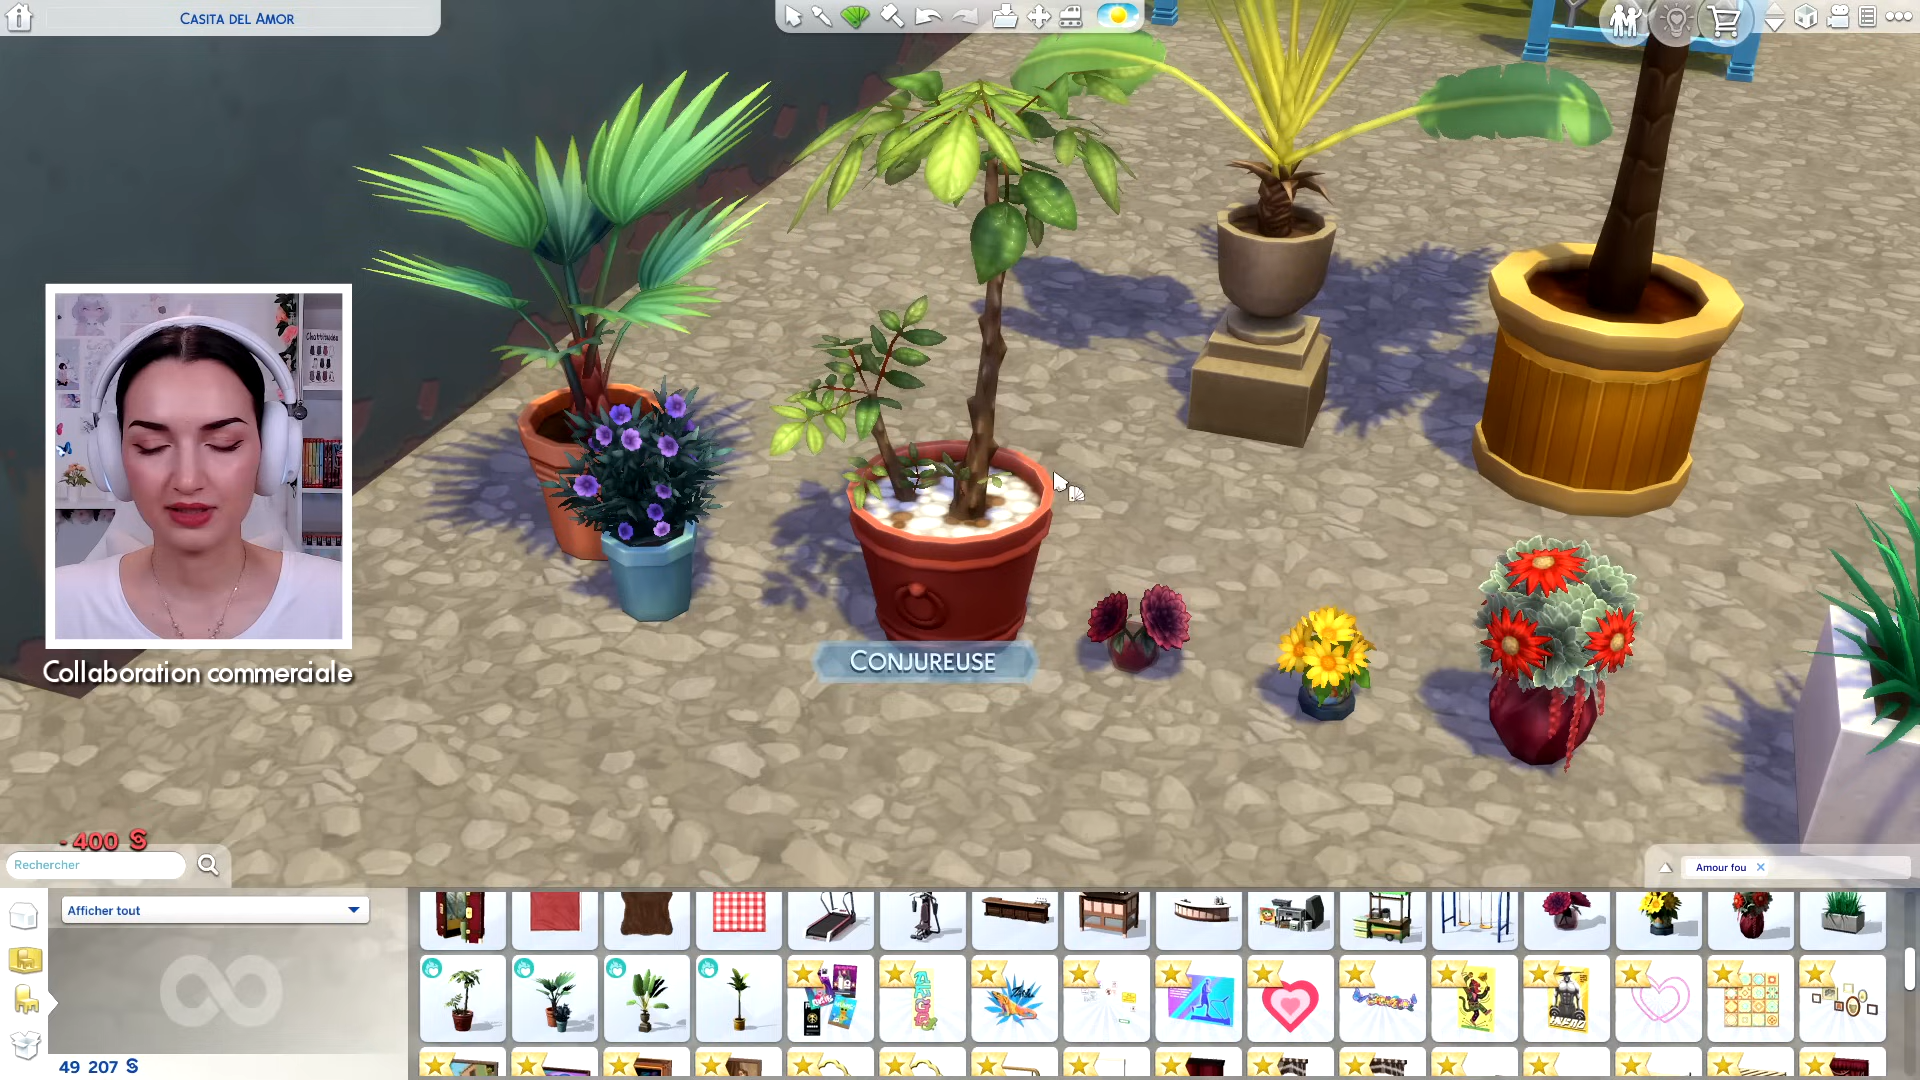 Casita del Amor
Collaboration commerciale
Conjureuse
- 400 §
Rechercher
Amour fou
Afficher tout
49 207 §